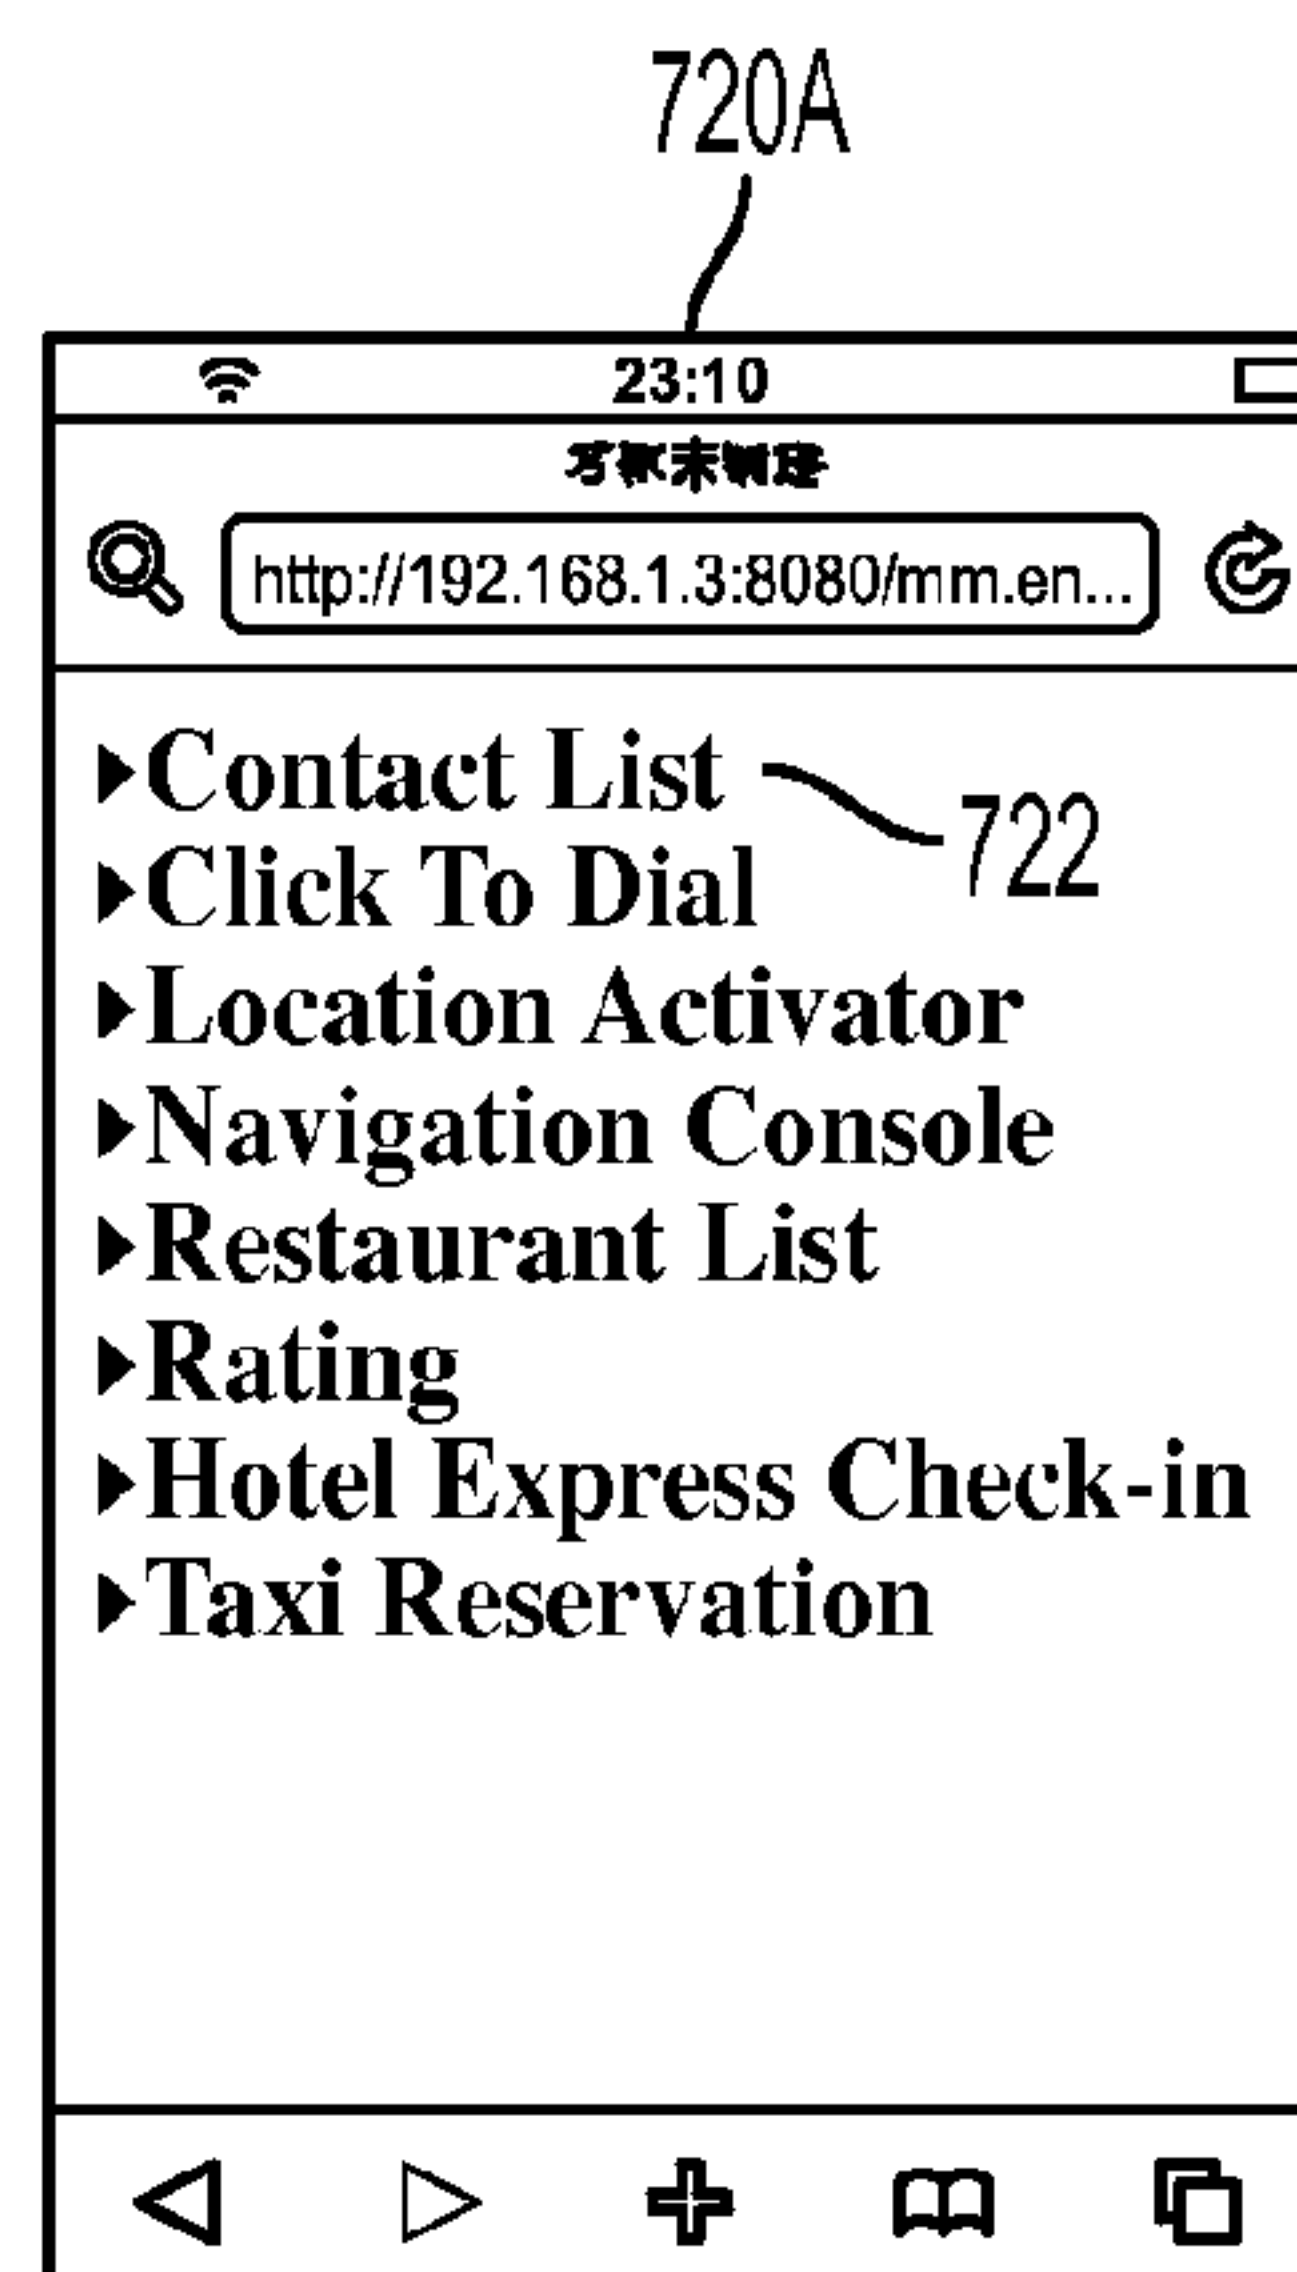 720A
23:10
http://192.168.1.3:8080/mm.en...
Contact List
722
Click To Dial
Location Activator
Navigation Console
Restaurant List
Rating
Hotel Express Check-in
Taxi Reservation